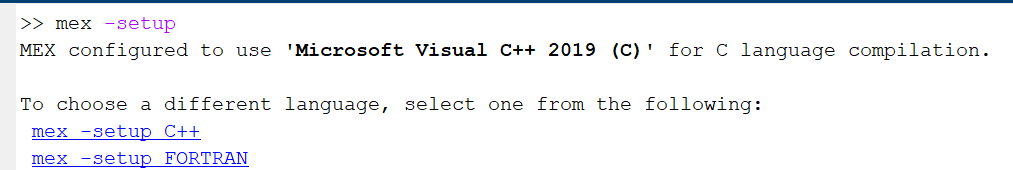 >> mex -setup
MEX configured to use 'Microsoft Visual C++ 2019 (C)' for C language compilation.
To choose a different language, select one from the following:
mex -setup C++
mex -setup FORTRAN